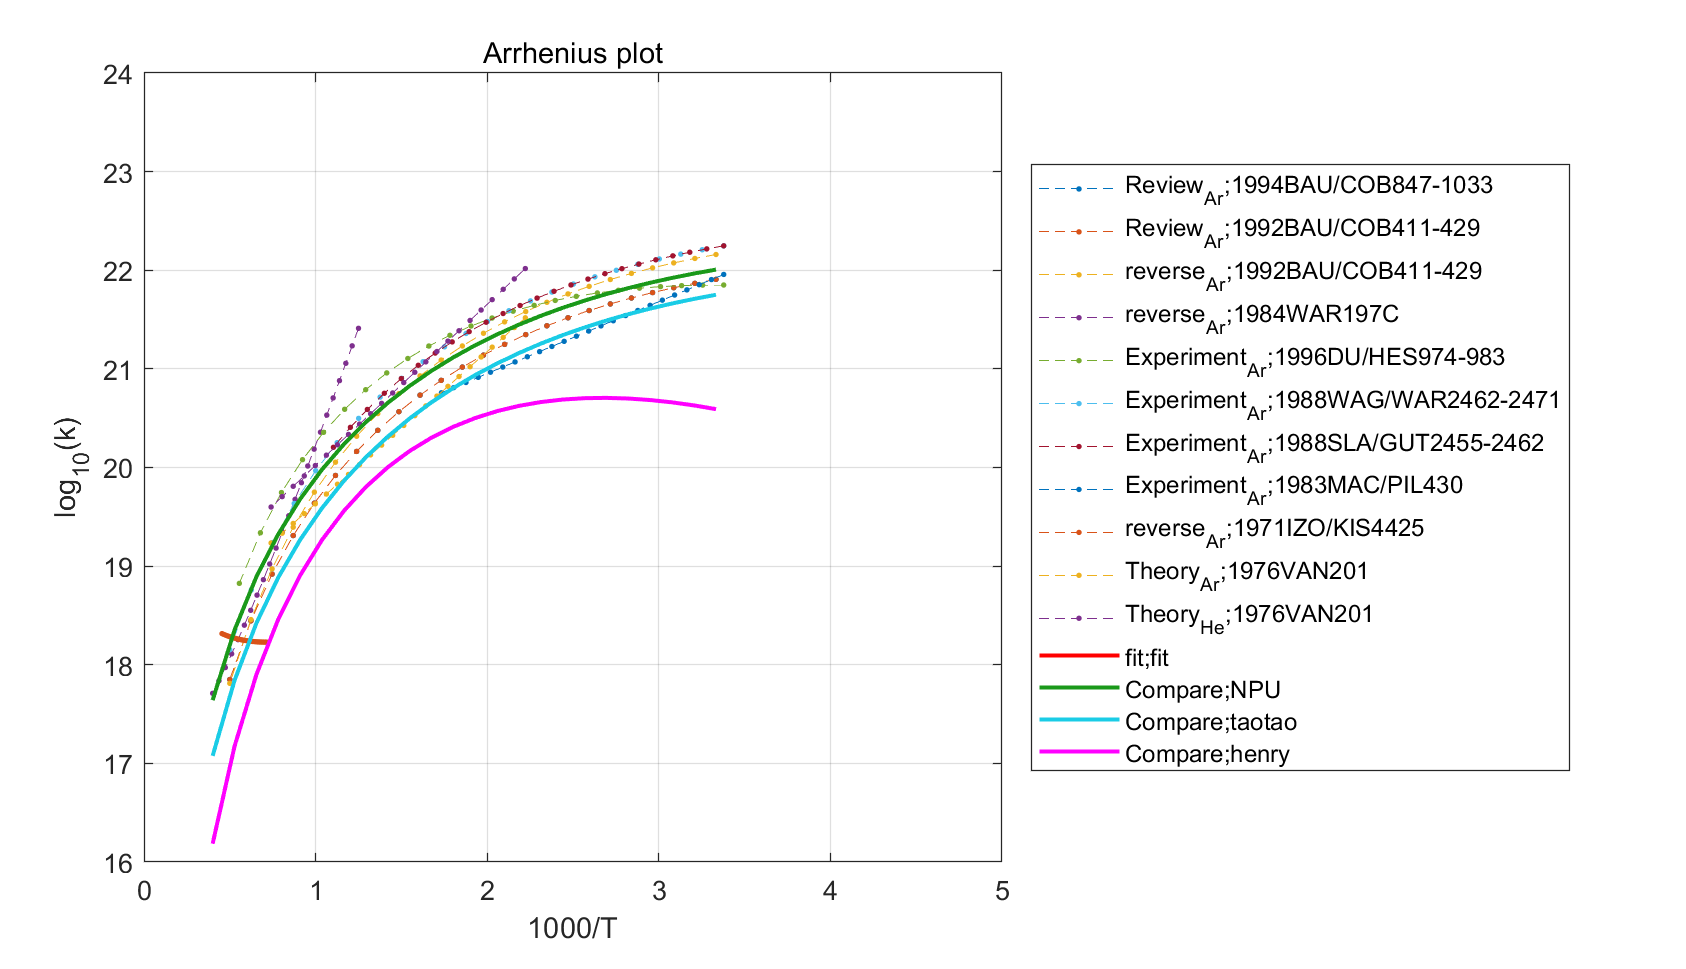 Arrhenius plot
24
23
22
21
20
19
18
17
16
log10(k)
0 1 2 3 4 5
1000/T
ReviewAr;1994BAU/COB847-1033
ReviewAr;1992BAU/COB411-429
reverseAr;1992BAU/COB411-429
reverseAr;1984WAR197C
ExperimentAr;1996DU/HES974-983
ExperimentAr;1988WAG/WAR2462-2471
ExperimentAr;1988SLA/GUT2455-2462
ExperimentAr;1983MAC/PIL430
reverseAr;1971IZO/KIS4425
TheoryAr;1976VAN201
TheoryHe;1976VAN201
fit;fit
Compare;NPU
Compare;taotao
Compare;henry